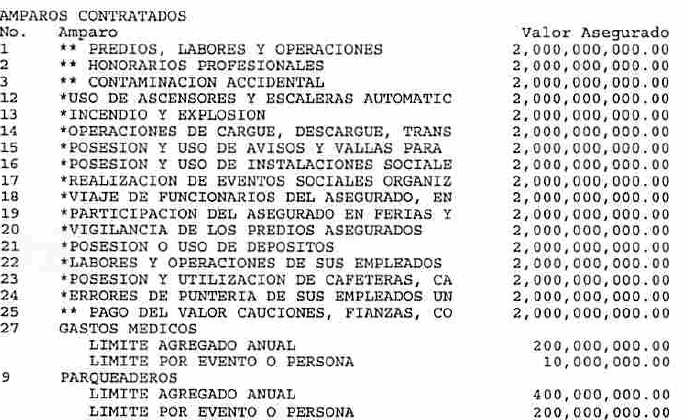 AMPAROS CONTRATADOS
No. Amparo Valor Asegurado
1 ** PREDIOS, LABORES Y OPERACIONES 2,000,000,000.00
2 ** HONORARIOS PROFESIONALES 2,000,000,000.00
3 ** CONTAMINACION ACCIDENTAL 2,000,000,000.00
12 *USO DE ASCENSORES Y ESCALERAS AUTOMATIC 2,000,000,000.00
13 *INCENDIO Y EXPLOSION 2,000,000,000.00
14 *OPERACIONES DE CARGUE, DESCARGUE, TRANS 2,000,000,000.00
15 *POSESION Y USO DE AVISOS Y VALLAS PARA 2,000,000,000.00
16 *POSESION Y USO DE INSTALACIONES SOCIALE 2,000,000,000.00
17 *REALIZACION DE EVENTOS SOCIALES ORGANIZ 2,000,000,000.00
18 *VIAJE DE FUNCIONARIOS DEL ASEGURADO, EN 2,000,000,000.00
19 *PARTICIPACION DEL ASEGURADO EN FERIAS Y 2,000,000,000.00
20 *VIGILANCIA DE LOS PREDIOS ASEGURADOS 2,000,000,000.00
21 *POSESION O USO DE DEPOSITOS 2,000,000,000.00
22 *LABORES Y OPERACIONES DE SUS EMPLEADOS 2,000,000,000.00
23 *POSESION Y UTILIZACION DE CAFETERAS, CA 2,000,000,000.00
24 *ERRORES DE PUNTERIA DE SUS EMPLEADOS UN 2,000,000,000.00
25 ** PAGO DEL VALOR CAUCIONES, FIANZAS, CO 2,000,000,000.00
27 GASTOS MEDICOS
LIMITE AGREGADO ANUAL 200,000,000.00
LIMITE POR EVENTO O PERSONA 10,000,000.00
9 PARQUEADEROS
LIMITE AGREGADO ANUAL 400,000,000.00
LIMITE POR EVENTO O PERSONA 200,000,000.00